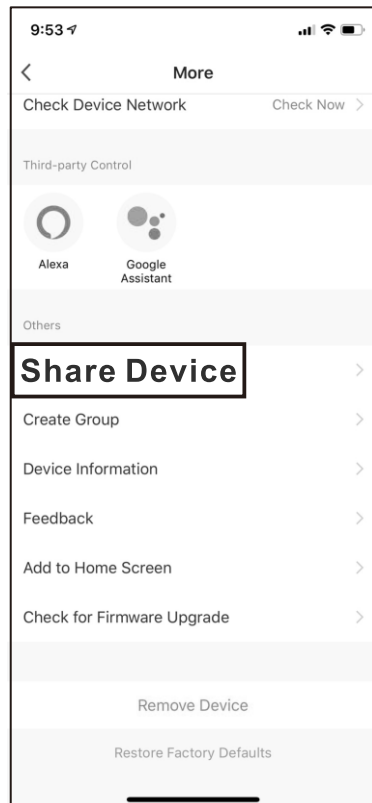 9:53
More
Check Device Network Check Now
Third-party Control
Alexa Google
Assistant
Others
Share Device
Create Group
Device Information
Feedback
Add to Home Screen
Check for Firmware Upgrade
Remove Device
Restore Factory Defaults